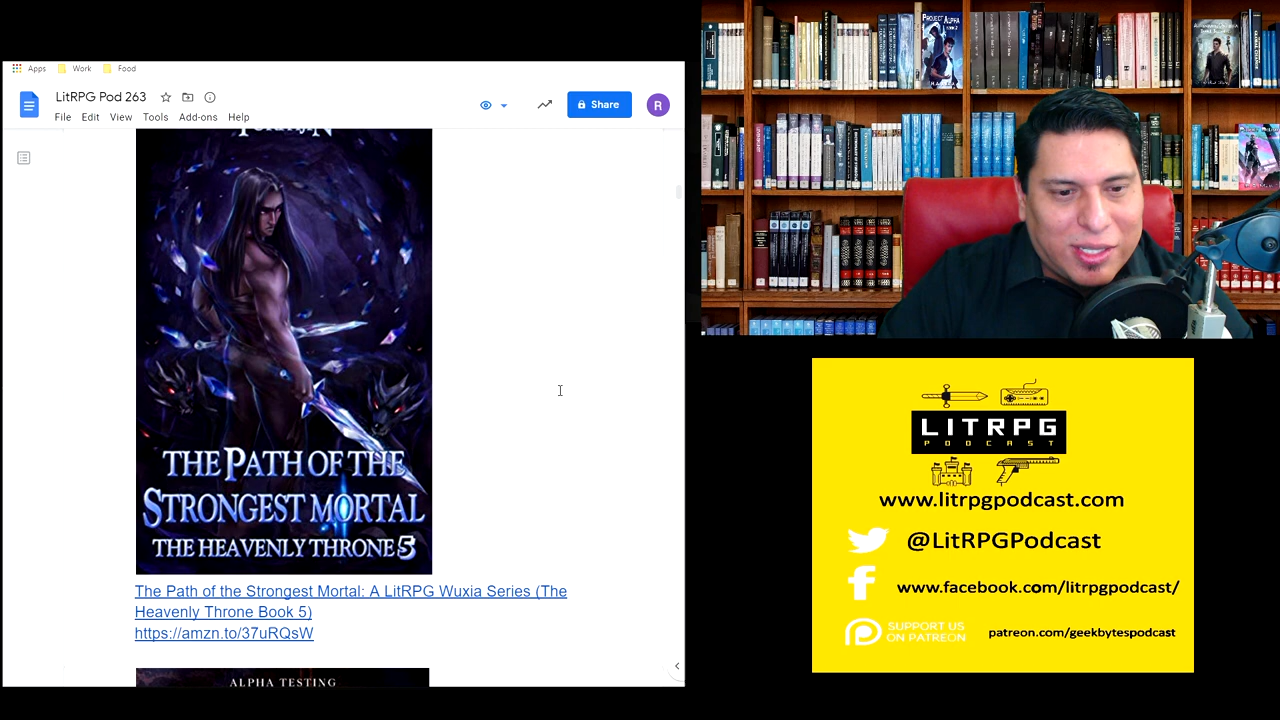 Apps Work Food
LitRPG Pod 263
File Edit View Tools Add-ons Help
Share
R
THE PATH OF THE
STRONGEST MORTAL
THE HEAVENLY THRONE 5
The Path of the Strongest Mortal: A LitRPG Wuxia Series (The
Heavenly Throne Book 5)
https://amzn.to/37uRQsW
ALPHA TESTING
PROJECT
ALPHA
LITRPG
PODCAST
www.litrpgpodcast.com
@LitRPGPodcast
www.facebook.com/litrpgpodcast/
SUPPORT US
ON PATREON
patreon.com/geekbytespodcast